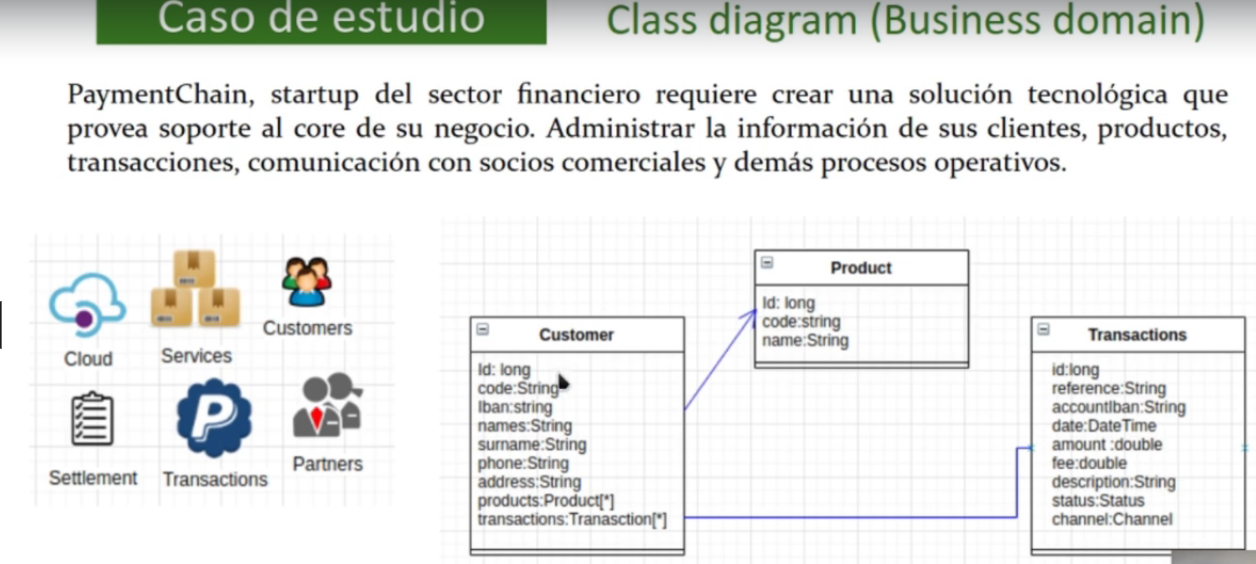 Caso de estudio
Class diagram (Business domain)
PaymentChain, startup del sector financiero requiere crear una solución tecnológica que
provea soporte al core de su negocio. Administrar la información de sus clientes, productos,
transacciones, comunicación con socios comerciales y demás procesos operativos.
Cloud
Services
Customers
Settlement
Transactions
Partners
Customer
Id: long
code:String
Iban:string
names:String
surname:String
phone:String
address:String
products:Product[*]
transactions:Tranasction[*]
Product
Id: long
code:string
name:String
Transactions
id:long
reference:String
accountIban:String
date:DateTime
amount :double
fee:double
description:String
status:Status
channel:Channel